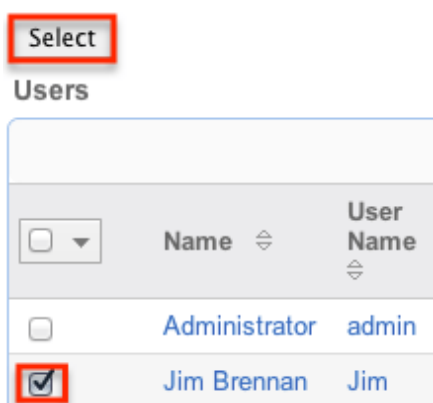 Select
Users
Name User Name
Administrator admin
Jim Brennan Jim